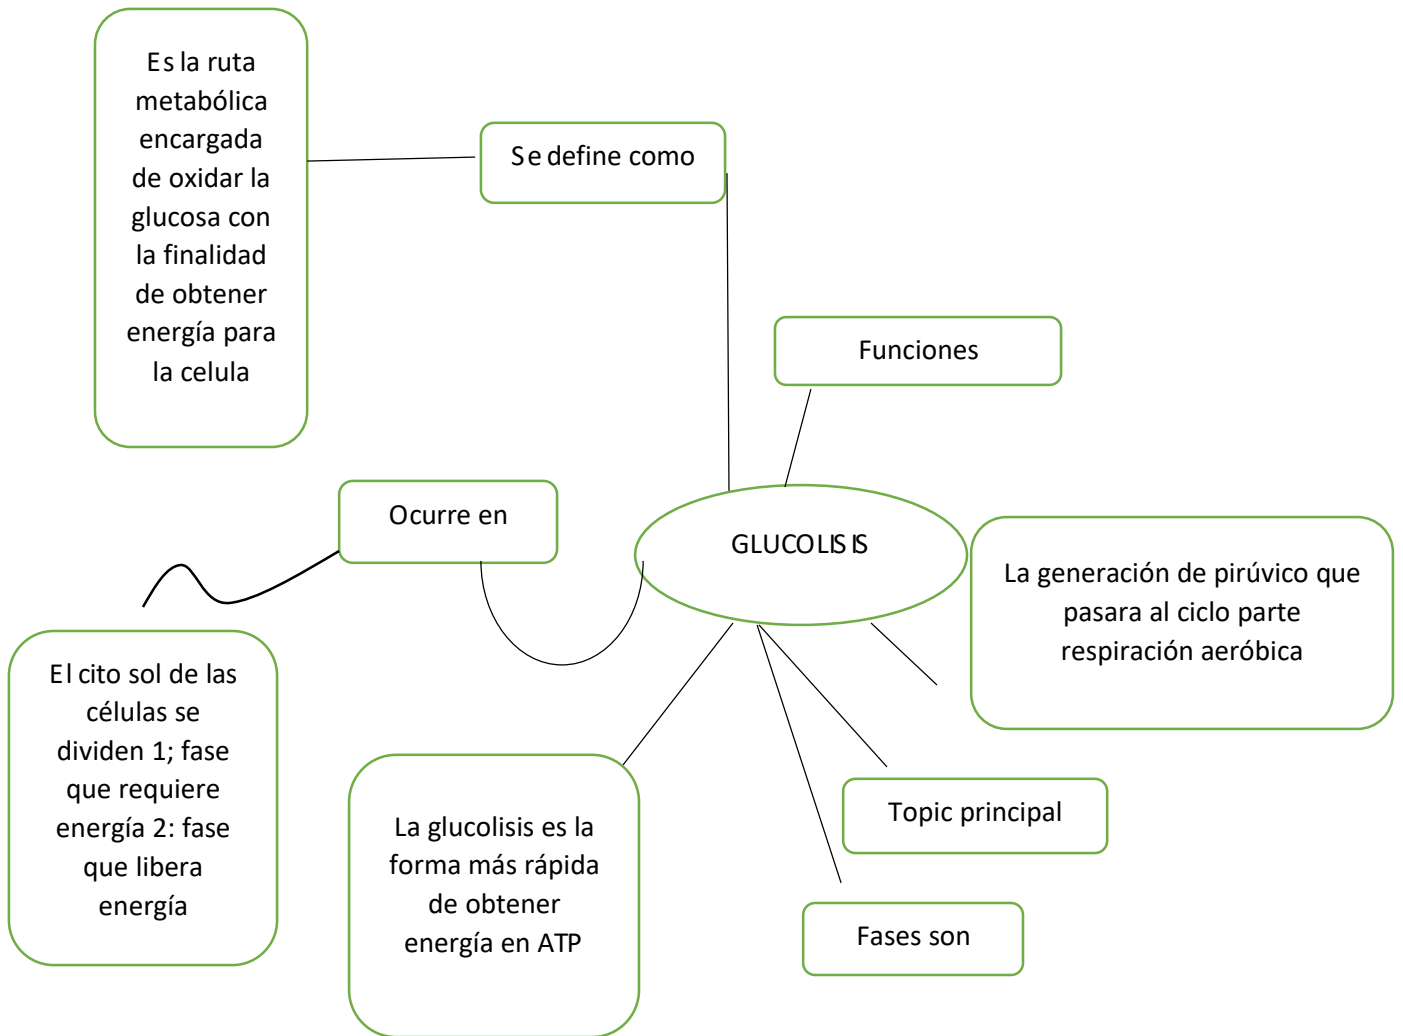 Es la ruta
metabólica
encargada
de oxidar la
glucosa con
la finalidad
de obtener
energía para
la celula
Se define como
Funciones
Ocurre en
GLUCOLISIS
La generación de pirúvico que
pasara al ciclo parte
respiración aeróbica
El cito sol de las
células se
dividen 1; fase
que requiere
energía 2: fase
que libera
energía
La glucolisis es la
forma más rápida
de obtener
energía en ATP
Topic principal
Fases son